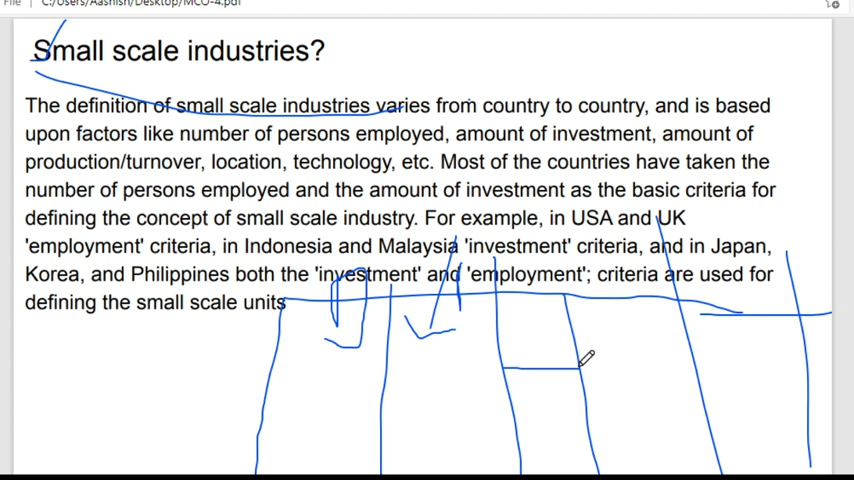 File | C:/Users/Aashish/Desktop/MCO-4.pdf
Small scale industries?
The definition of small scale industries varies from country to country, and is based
upon factors like number of persons employed, amount of investment, amount of
production/turnover, location, technology, etc. Most of the countries have taken the
number of persons employed and the amount of investment as the basic criteria for
defining the concept of small scale industry. For example, in USA and UK
'employment' criteria, in Indonesia and Malaysia 'investment' criteria, and in Japan,
Korea, and Philippines both the 'investment' and 'employment'; criteria are used for
defining the small scale units